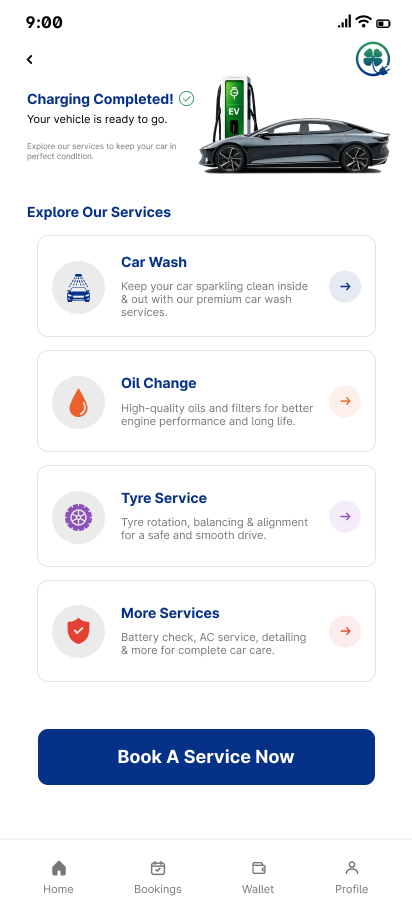 9:00
Charging Completed!
Your vehicle is ready to go.
Explore our services to keep your car in
perfect condition.
EV
Explore Our Services
Car Wash
Keep your car sparkling clean inside
& out with our premium car wash
services.
Oil Change
High-quality oils and filters for better
engine performance and long life.
Tyre Service
Tyre rotation, balancing & alignment
for a safe and smooth drive.
More Services
Battery check, AC service, detailing
& more for complete car care.
Book A Service Now
Home
Bookings
Wallet
Profile